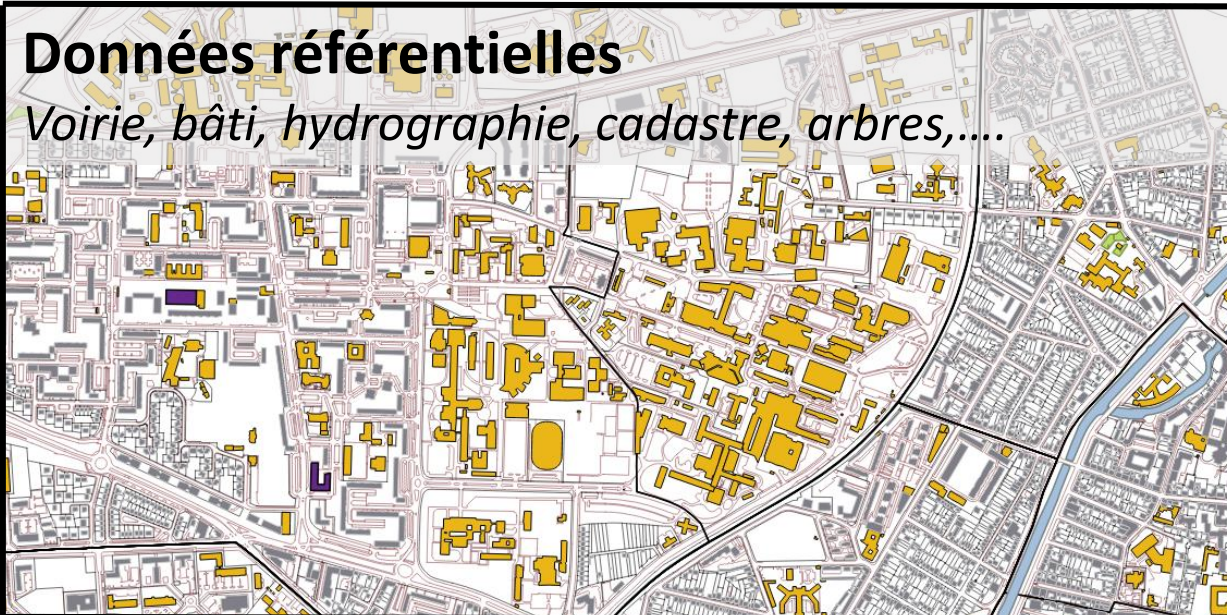 Données référentielles
Voirie, bâti, hydrographie, cadastre, arbres,….